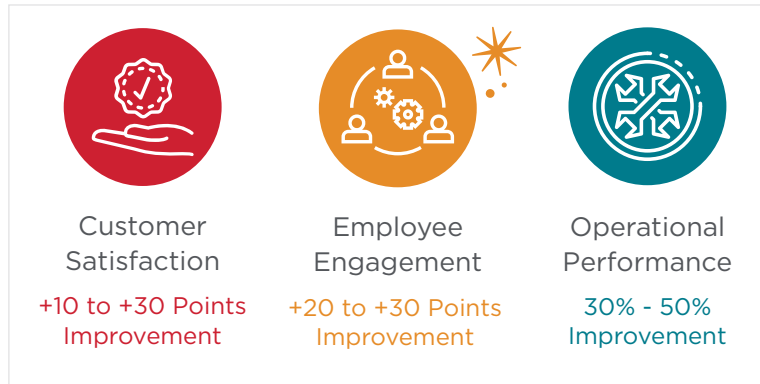 Customer
Satisfaction
+10 to +30 Points
Improvement
Employee
Engagement
+20 to +30 Points
Improvement
Operational
Performance
30% - 50%
Improvement